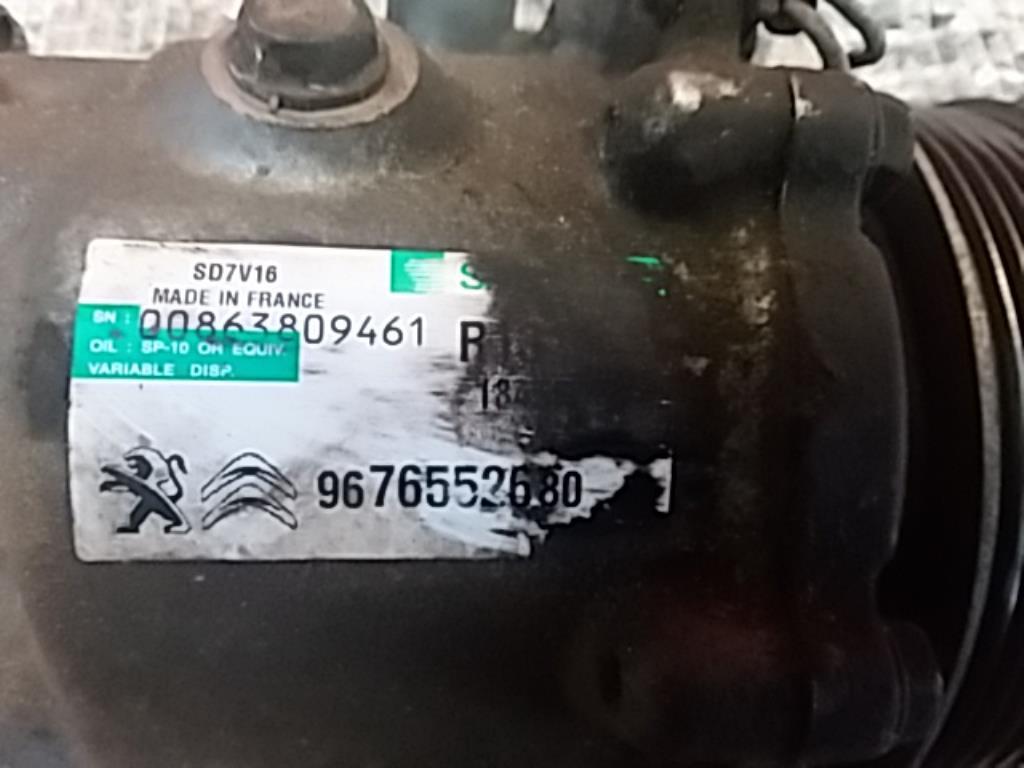 SD7V16
MADE IN FRANCE
SN : 00863809461
OIL : SP-10 OR EQUIV.
VARIABLE DISP.
9676552680